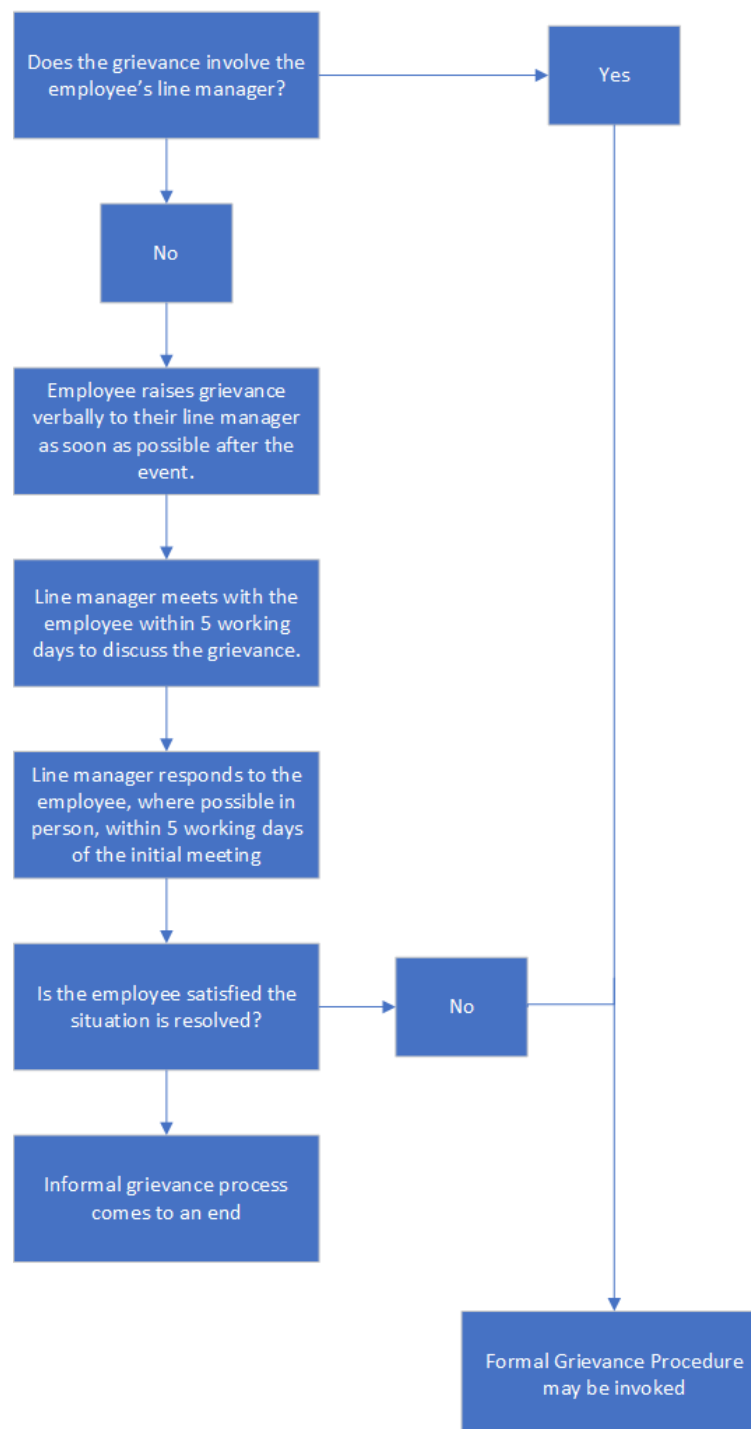 Does the grievance involve the
employee’s line manager?
Yes
No
Employee raises grievance
verbally to their line manager
as soon as possible after the
event.
Line manager meets with the
employee within 5 working
days to discuss the grievance.
Line manager responds to the
employee, where possible in
person, within 5 working days
of the initial meeting
Is the employee satisfied the
situation is resolved?
No
Informal grievance process
comes to an end
Formal Grievance Procedure
may be invoked